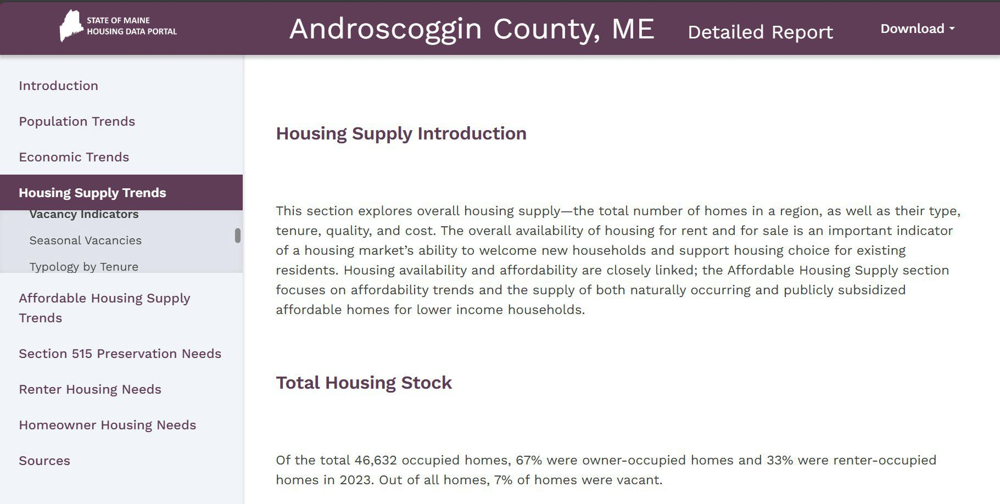 STATE OF MAINE
HOUSING DATA PORTAL
Androscoggin County, ME
Detailed Report
Download
Introduction
Population Trends
Economic Trends
Housing Supply Trends
Vacancy Indicators
Seasonal Vacancies
Typology by Tenure
Affordable Housing Supply
Trends
Section 515 Preservation Needs
Renter Housing Needs
Homeowner Housing Needs
Sources
Housing Supply Introduction
This section explores overall housing supply—the total number of homes in a region, as well as their type,
tenure, quality, and cost. The overall availability of housing for rent and for sale is an important indicator
of a housing market’s ability to welcome new households and support housing choice for existing
residents. Housing availability and affordability are closely linked; the Affordable Housing Supply section
focuses on affordability trends and the supply of both naturally occurring and publicly subsidized
affordable homes for lower income households.
Total Housing Stock
Of the total 46,632 occupied homes, 67% were owner-occupied homes and 33% were renter-occupied
homes in 2023. Out of all homes, 7% of homes were vacant.